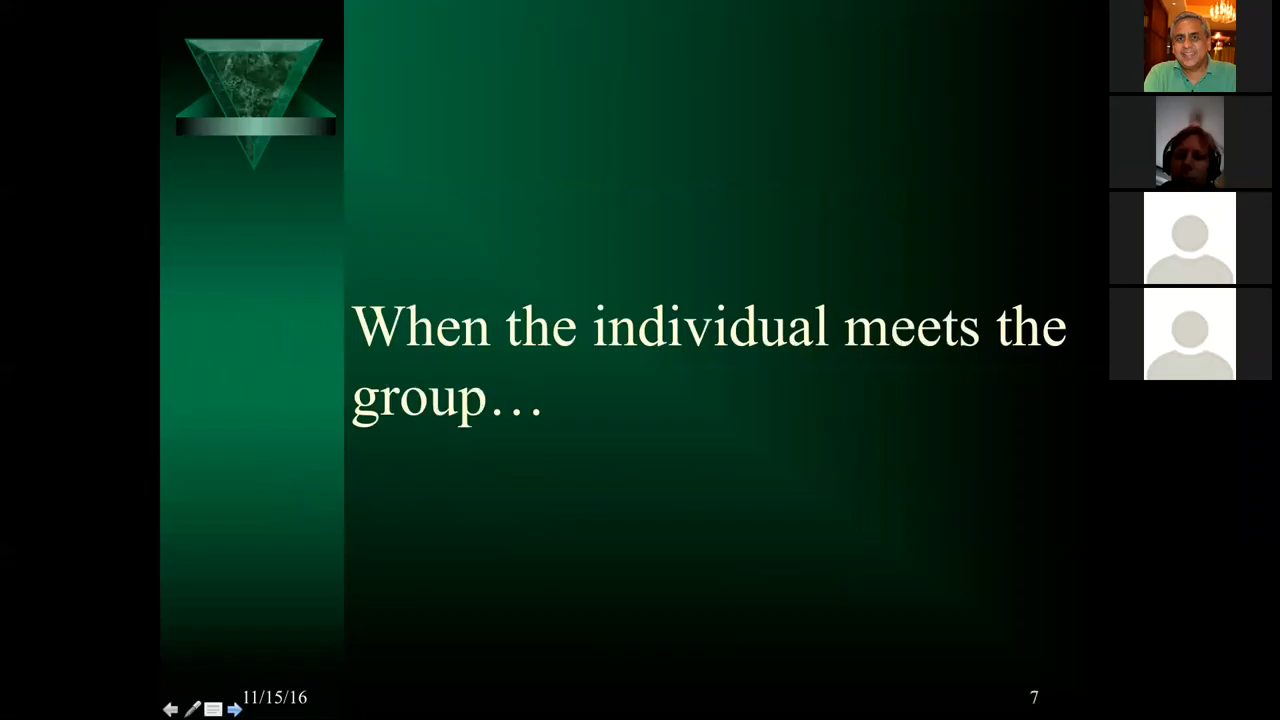 When the individual meets the
group…
11/15/16
7